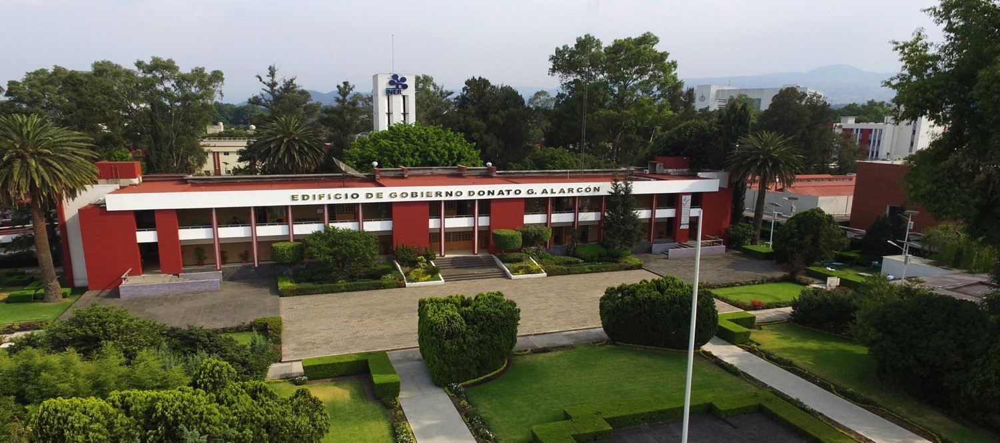 INER
EDIFICIO DE GOBIERNO DONATO G. ALARCÓN